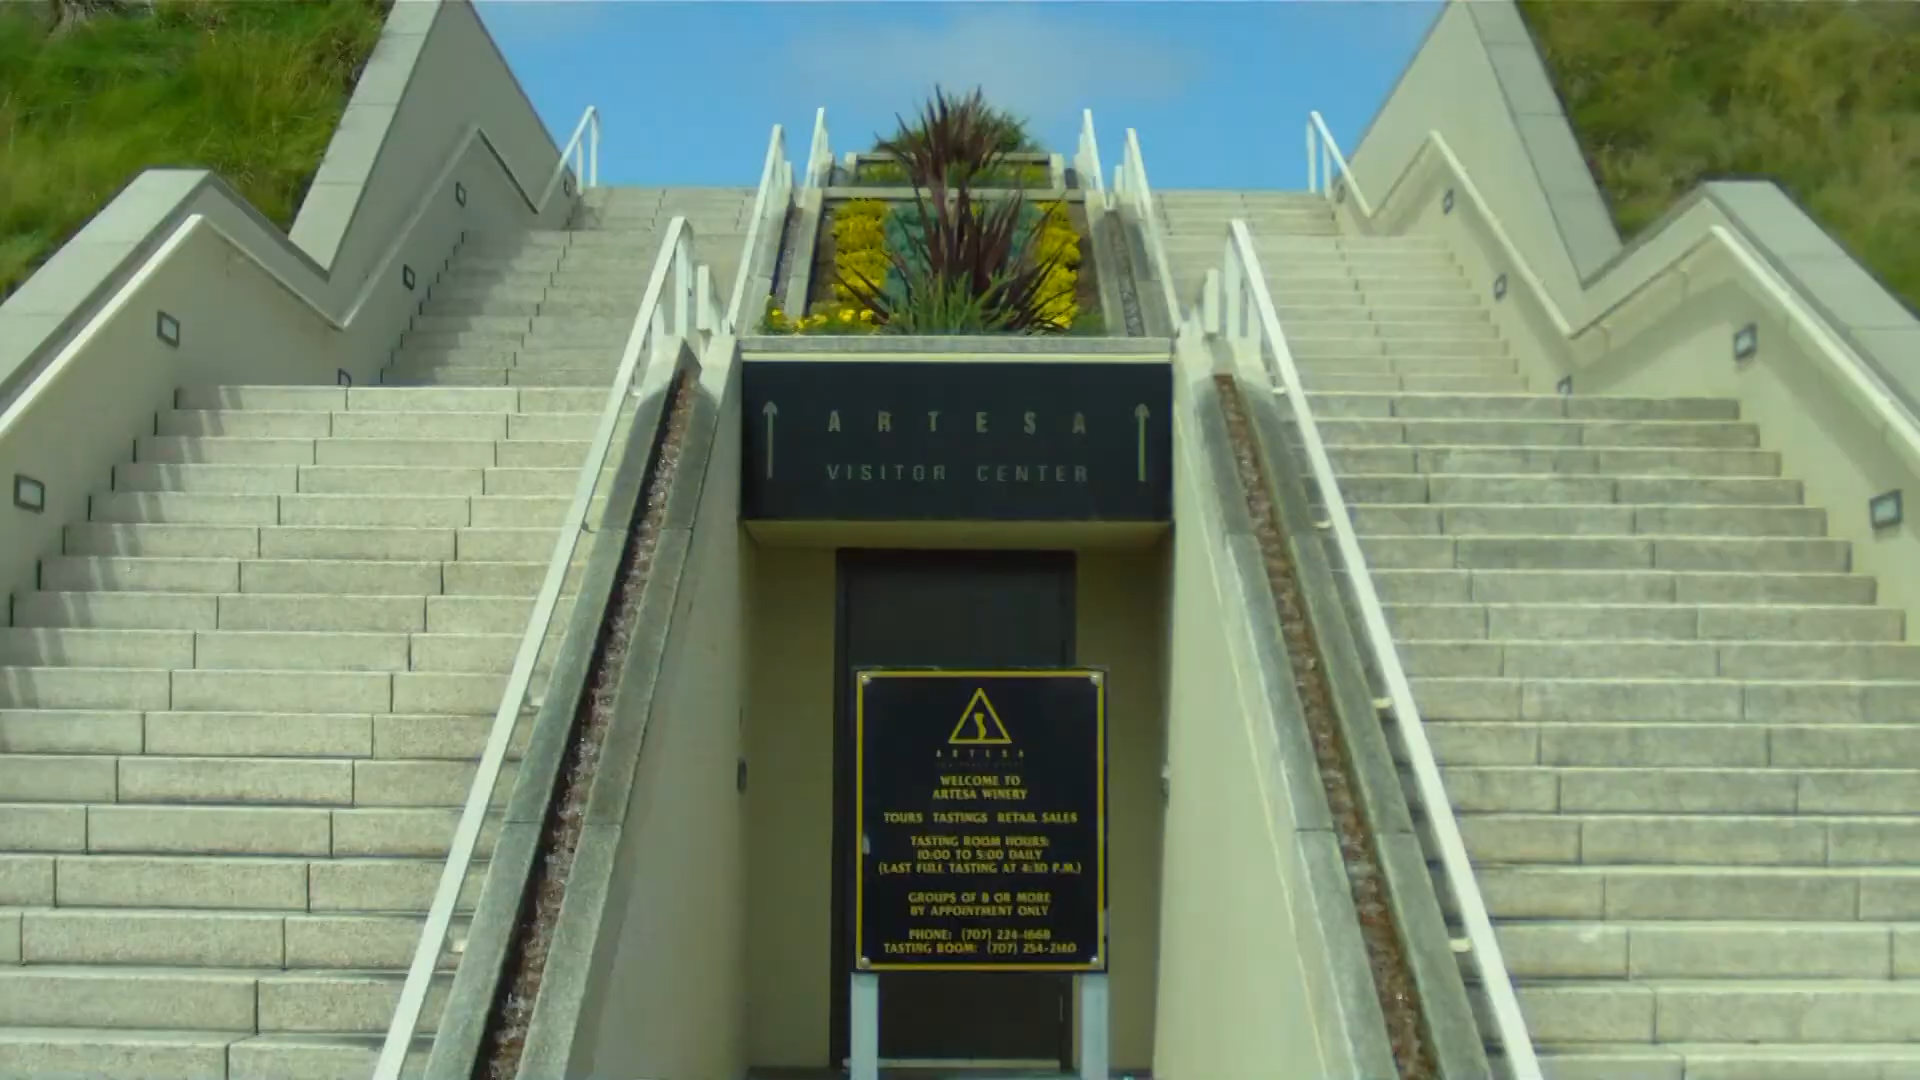 ARTESA
VISITOR CENTER
ARTESA
WELCOME TO
ARTESA WINERY
TOURS TASTINGS RETAIL SALES
TASTING ROOM HOURS:
10:00 TO 5:00 DAILY
(LAST FULL TASTING AT 4:30 P.M.)
GROUPS OF 8 OR MORE
BY APPOINTMENT ONLY
PHONE: (707) 224-1668
TASTING ROOM: (707) 254-2140